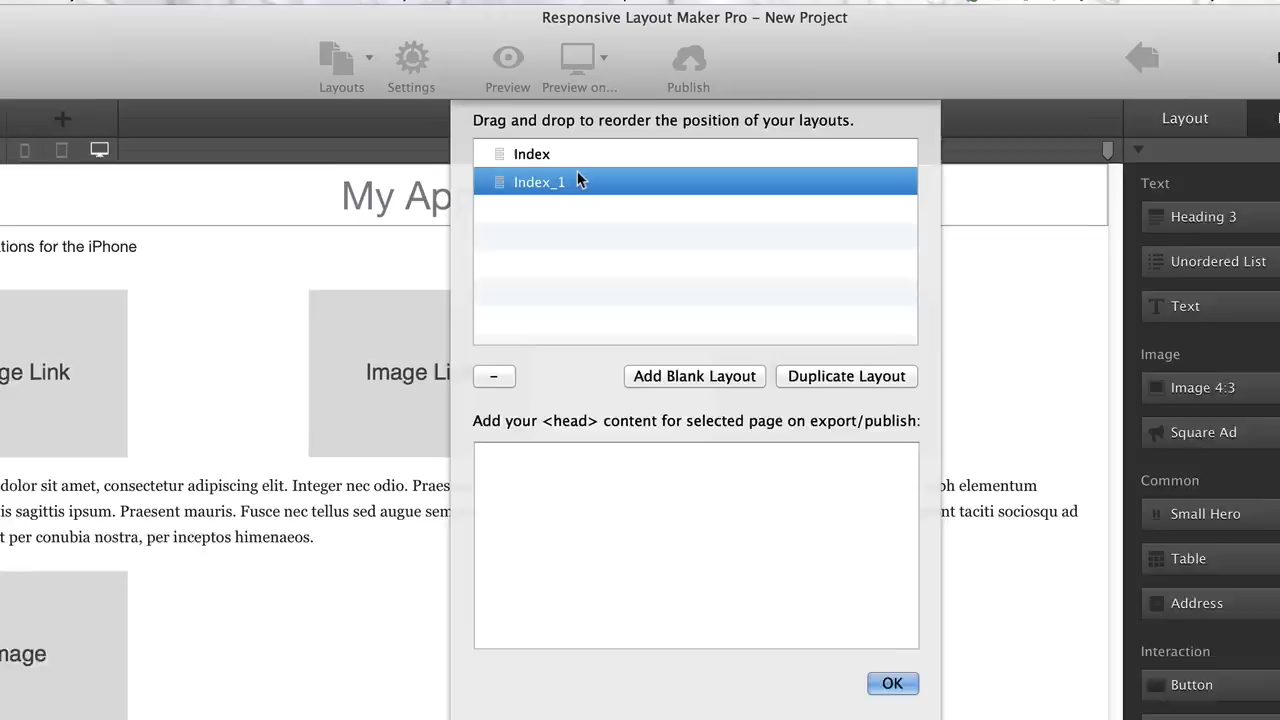 Responsive Layout Maker Pro – New Project
Layouts
Settings
Preview
Preview on...
Publish
Drag and drop to reorder the position of your layouts.
Index
Index_1
–
Add Blank Layout
Duplicate Layout
Add your <head> content for selected page on export/publish:
OK
My Ap
tions for the iPhone
ge Link
Image Li
dolor sit amet, consectetur adipiscing elit. Integer nec odio. Praes
ph elementum
is sagittis ipsum. Praesent mauris. Fusce nec tellus sed augue sem
nt taciti sociosqu ad
t per conubia nostra, per inceptos himenaeos.
mage
Layout
Text
Heading 3
Unordered List
Text
Image
Image 4:3
Square Ad
Common
Small Hero
Table
Address
Interaction
Button